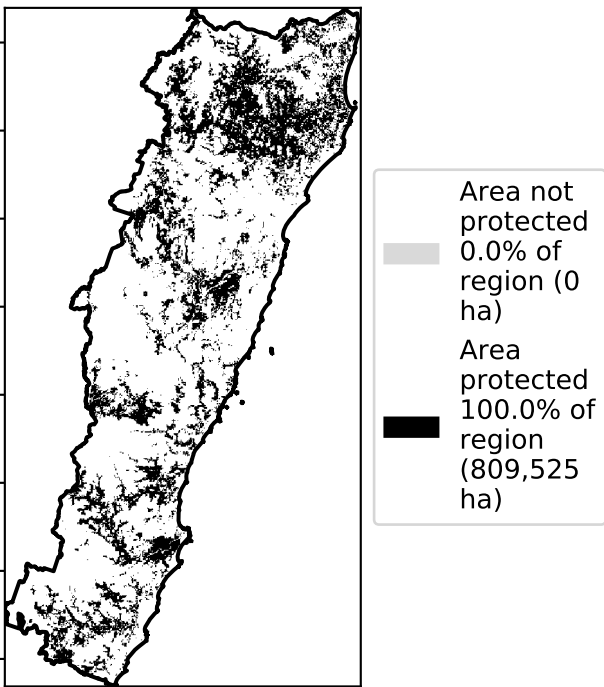 Area not
protected
0.0% of
region (0
ha)
Area
protected
100.0% of
region
(809,525
ha)